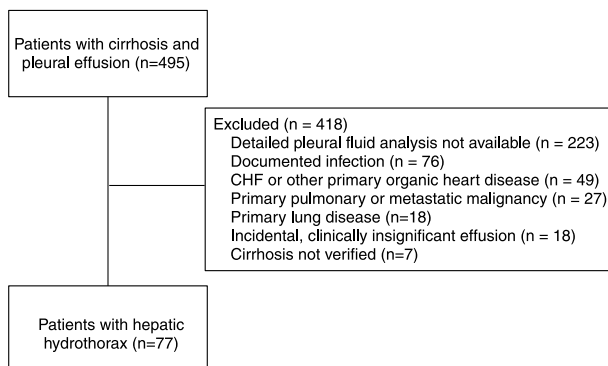 Patients with cirrhosis and
pleural effusion (n=495)
Excluded (n = 418)
Detailed pleural fluid analysis not available (n = 223)
Documented infection (n = 76)
CHF or other primary organic heart disease (n = 49)
Primary pulmonary or metastatic malignancy (n = 27)
Primary lung disease (n=18)
Incidental, clinically insignificant effusion (n = 18)
Cirrhosis not verified (n=7)
Patients with hepatic
hydrothorax (n=77)